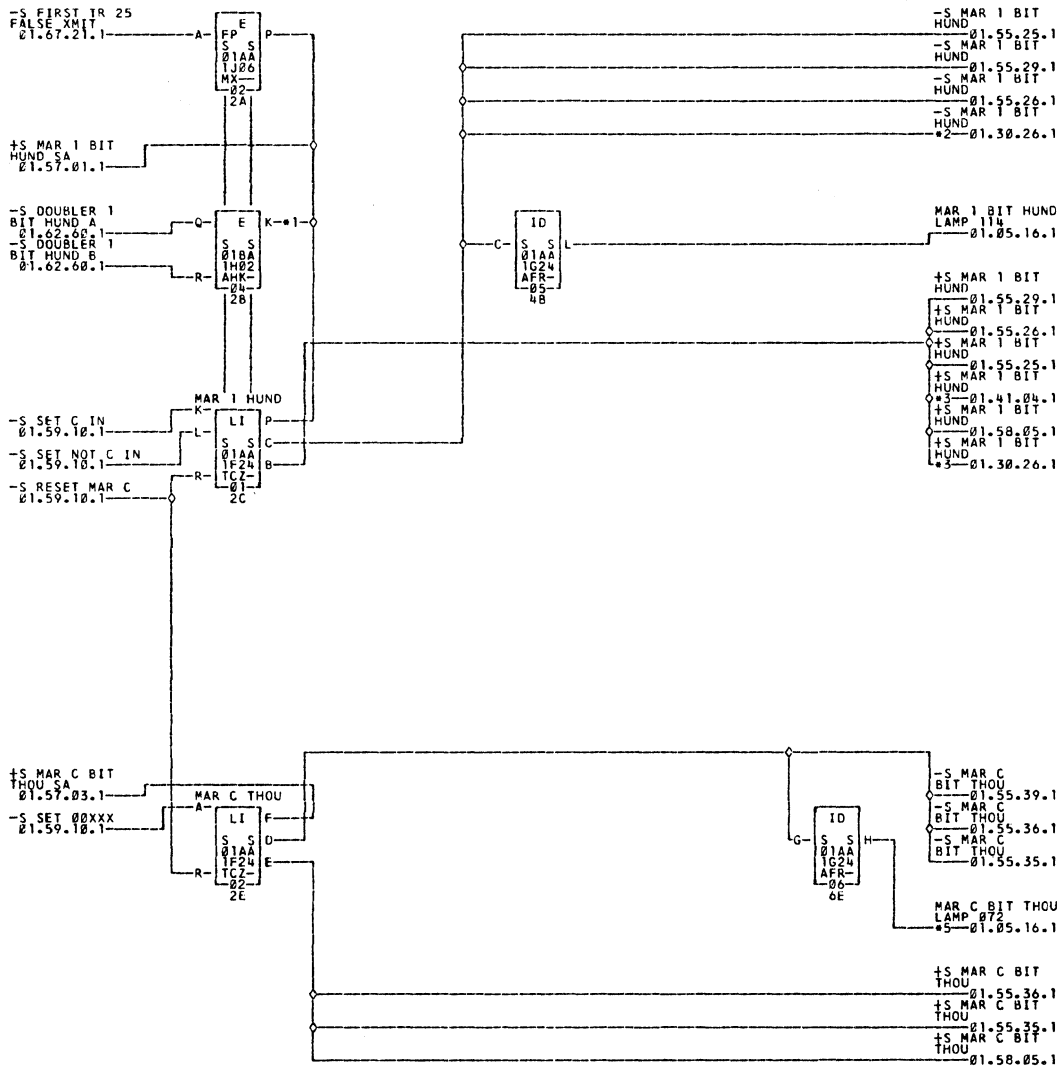 -S FIRST TR 25
FALSE XMIT
Ø1.67.21.1
A
E
FP P
S S
Ø1AA
1JØ6
MX--
-Ø2-
2A
+S MAR 1 BIT
HUND SA
Ø1.57.Ø1.1
-S DOUBLER 1
BIT HUND A
Ø1.62.6Ø.1
-S DOUBLER 1
BIT HUND B
Ø1.62.6Ø.1
Q E K *1
S S
Ø1BA
1HØ2
R AHK-
-Ø4-
2B
MAR 1 HUND
K
-S SET C IN
Ø1.59.1Ø.1
L
-S SET NOT C IN
Ø1.59.1Ø.1
R
-S RESET MAR C
Ø1.59.1Ø.1
LI P
S S C
Ø1AA
1F24 B
TCZ-
-Ø1-
2C
ID
C S S L
Ø1AA
1G24
AFR-
-Ø5-
4B
-S MAR 1 BIT
HUND
Ø1.55.25.1
-S MAR 1 BIT
HUND
Ø1.55.29.1
-S MAR 1 BIT
HUND
Ø1.55.26.1
-S MAR 1 BIT
HUND
*2 Ø1.3Ø.26.1
MAR 1 BIT HUND
LAMP 114
Ø1.Ø5.16.1
+S MAR 1 BIT
HUND
Ø1.55.29.1
+S MAR 1 BIT
HUND
Ø1.55.26.1
+S MAR 1 BIT
HUND
Ø1.55.25.1
+S MAR 1 BIT
HUND
*3 Ø1.41.Ø4.1
+S MAR 1 BIT
HUND
Ø1.58.Ø5.1
+S MAR 1 BIT
HUND
*3 Ø1.3Ø.26.1
+S MAR C BIT
THOU SA
Ø1.57.Ø3.1
MAR C THOU
A
-S SET ØØXXX
Ø1.59.1Ø.1
LI F
S S D
Ø1AA
1F24 E
R TCZ-
-Ø2-
2E
ID
G S S H
Ø1AA
1G24
AFR-
-Ø6-
6E
-S MAR C
BIT THOU
Ø1.55.39.1
-S MAR C
BIT THOU
Ø1.55.36.1
-S MAR C
BIT THOU
Ø1.55.35.1
MAR C BIT THOU
LAMP Ø72
*5 Ø1.Ø5.16.1
+S MAR C BIT
THOU
Ø1.55.36.1
+S MAR C BIT
THOU
Ø1.55.35.1
+S MAR C BIT
THOU
Ø1.58.Ø5.1